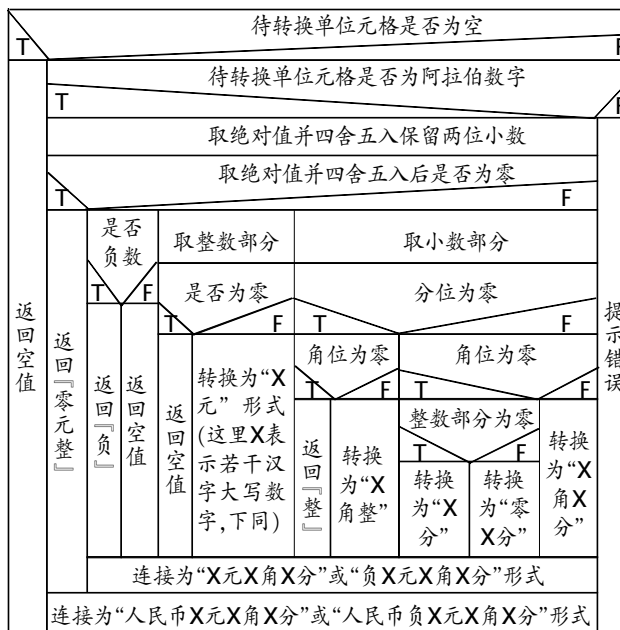 待转换单位元格是否为空
T
F
待转换单位元格是否为阿拉伯数字
T
F
取绝对值并四舍五入保留两位小数
取绝对值并四舍五入后是否为零
T
F
是否
负数
T
F
取整数部分
取小数部分
是否为零
T
F
分位为零
T
F
角位为零
T
F
角位为零
T
F
整数部分为零
T
F
返回空值
返回『零元整』
返回『负』
返回空值
返回空值
转换为“X
元”形式
(这里X表
示若干汉
字大写数
字,下同)
返回『整』
转换
为“X
角整”
转换
为“X
分”
转换
为“零
X分”
转换
为“X
角X
分”
提示错误
连接为“X元X角X分”或“负X元X角X分”形式
连接为“人民币X元X角X分”或“人民币负X元X角X分”形式